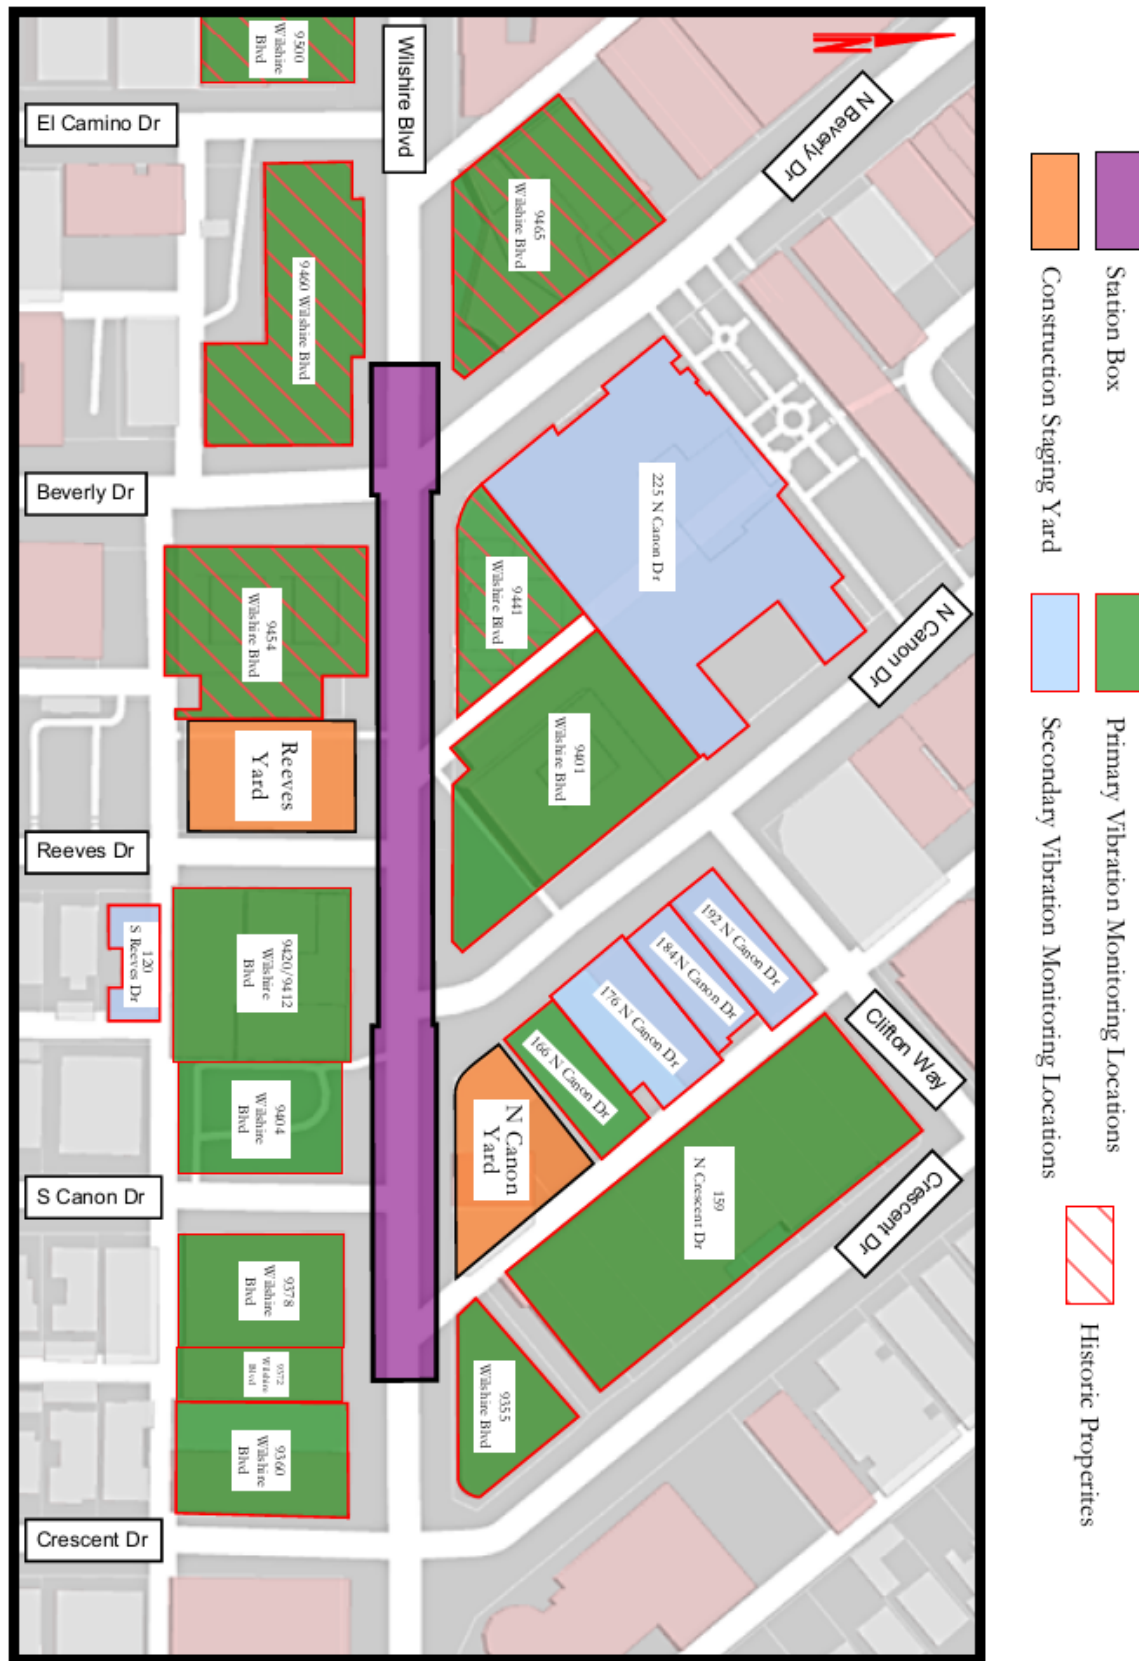 Station Box
Construction Staging Yard
Primary Vibration Monitoring Locations
Secondary Vibration Monitoring Locations
Historic Properites
N
Wilshire Blvd
N Beverly Dr
N Canon Dr
Clifton Way
Crescent Dr
El Camino Dr
Beverly Dr
Reeves Dr
S Canon Dr
Crescent Dr
9500
Wilshire
Blvd
9465
Wilshire Blvd
9460 Wilshire Blvd
225 N Canon Dr
9441
Wilshire Blvd
9454
Wilshire Blvd
9401
Wilshire Blvd
Reeves
Yard
192 N Canon Dr
184 N Canon Dr
176 N Canon Dr
166 N Canon Dr
120
S Reeves Dr
9420/9412
Wilshire
Blvd
9404
Wilshire
Blvd
N Canon
Yard
159
N Crescent Dr
9378
Wilshire
Blvd
9372
Wilshire
Blvd
9360
Wilshire
Blvd
9355
Wilshire Blvd